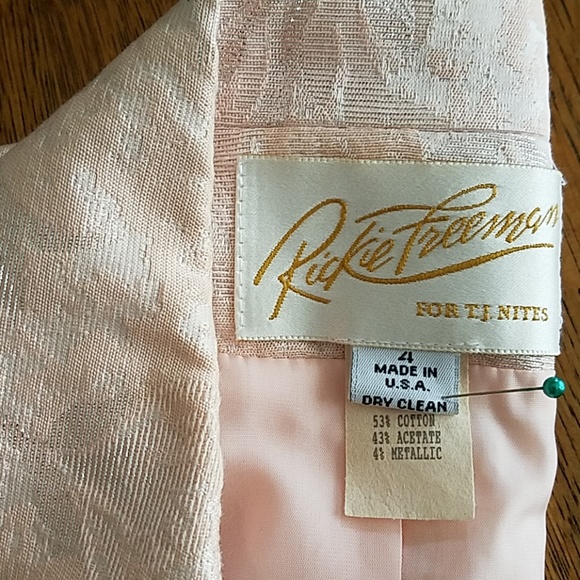 Rickie Freeman
FOR T.J. NITES
4
MADE IN
U.S.A.
DRY CLEAN
53% COTTON
43% ACETATE
4% METALLIC